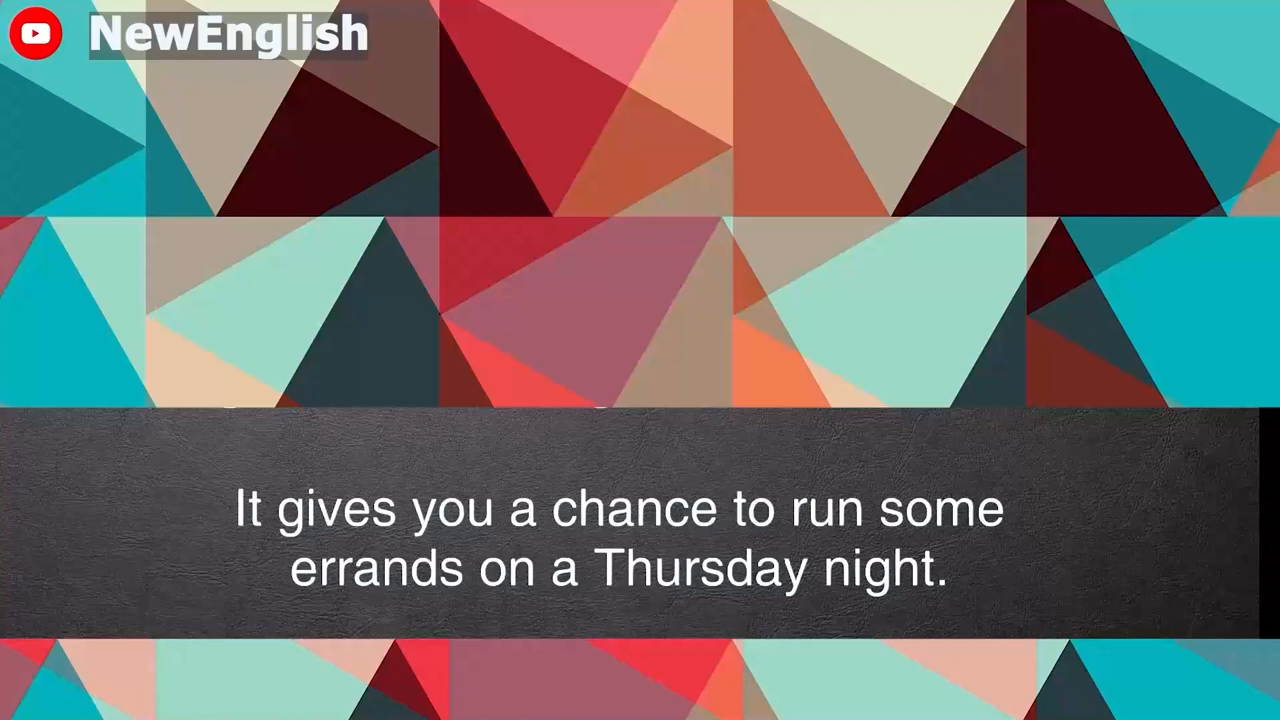 NewEnglish
It gives you a chance to run some
errands on a Thursday night.